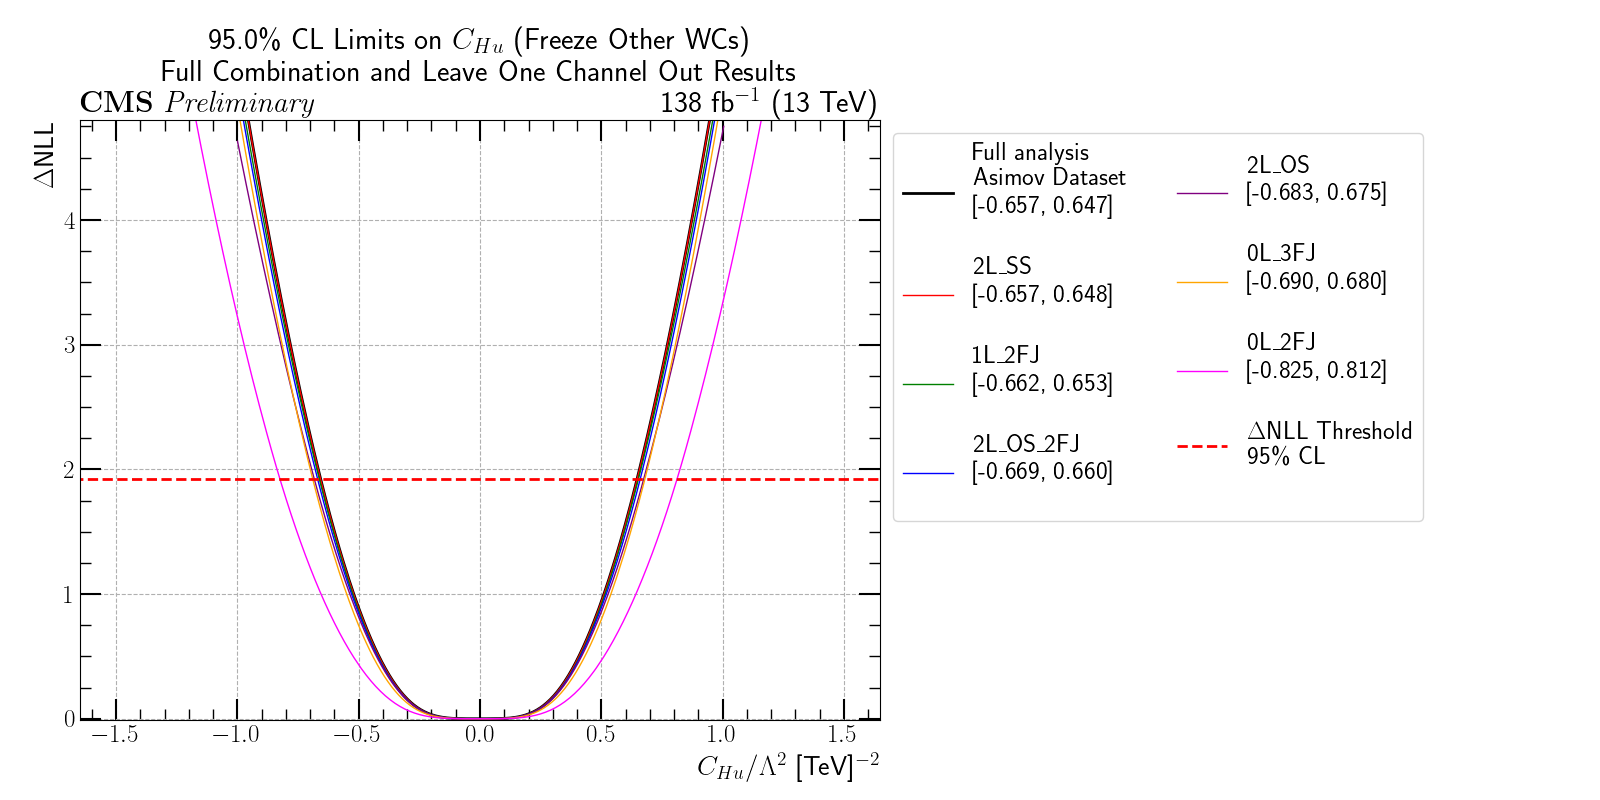 95.0% CL Limits on C_{Hu} (Freeze Other WCs)
Full Combination and Leave One Channel Out Results
CMS Preliminary
138 fb^{-1} (13 TeV)
ΔNLL
4
3
2
1
0
−1.5
−1.0
−0.5
0.0
0.5
1.0
1.5
C_{Hu}/Λ^2 [TeV]^{-2}
Full analysis
Asimov Dataset
[-0.657, 0.647]
2L_SS
[-0.657, 0.648]
1L_2FJ
[-0.662, 0.653]
2L_OS_2FJ
[-0.669, 0.660]
2L_OS
[-0.683, 0.675]
0L_3FJ
[-0.690, 0.680]
0L_2FJ
[-0.825, 0.812]
ΔNLL Threshold
95% CL